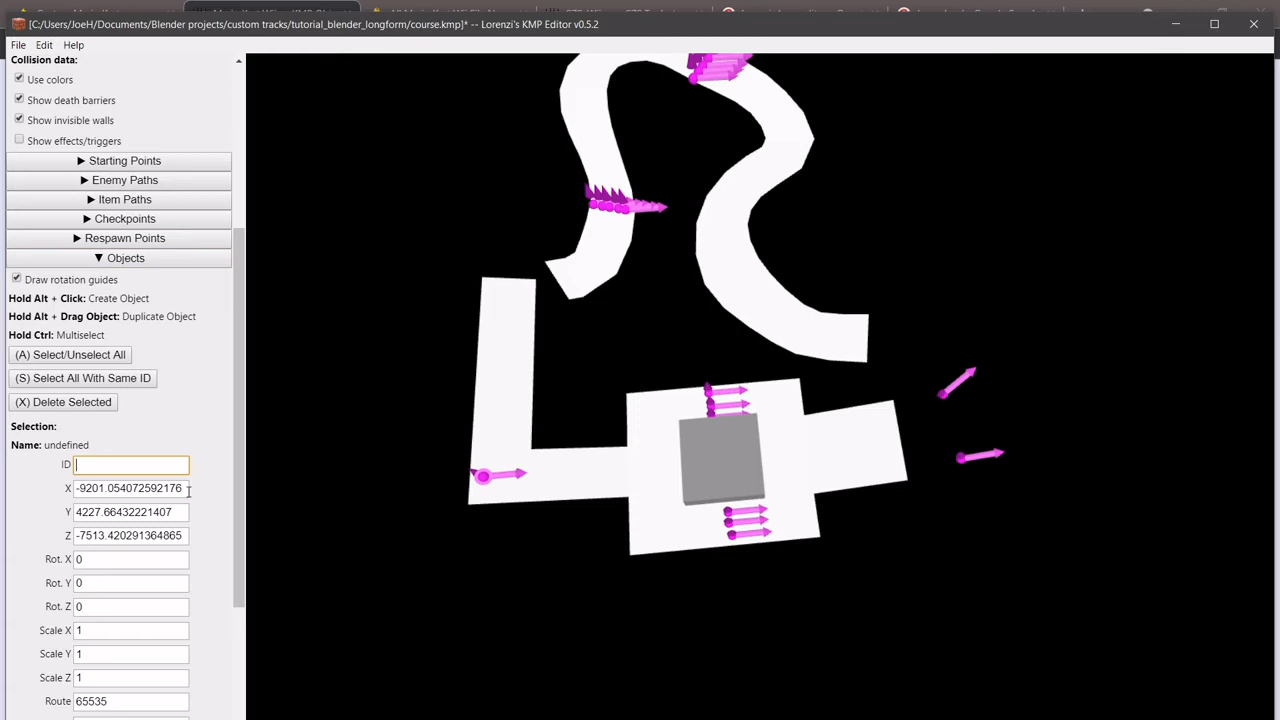 [C:/Users/JoeH/Documents/Blender projects/custom tracks/tutorial_blender_longform/course.kmp]* -- Lorenzi's KMP Editor v0.5.2
File Edit Help
Collision data:
Use colors
Show death barriers
Show invisible walls
Show effects/triggers
▶ Starting Points
▶ Enemy Paths
▶ Item Paths
▶ Checkpoints
▶ Respawn Points
▼ Objects
Draw rotation guides
Hold Alt + Click: Create Object
Hold Alt + Drag Object: Duplicate Object
Hold Ctrl: Multiselect
(A) Select/Unselect All
(S) Select All With Same ID
(X) Delete Selected
Selection:
Name: undefined
ID
X -9201.054072592176
Y 4227.66432221407
Z -7513.420291364865
Rot. X 0
Rot. Y 0
Rot. Z 0
Scale X 1
Scale Y 1
Scale Z 1
Route 65535